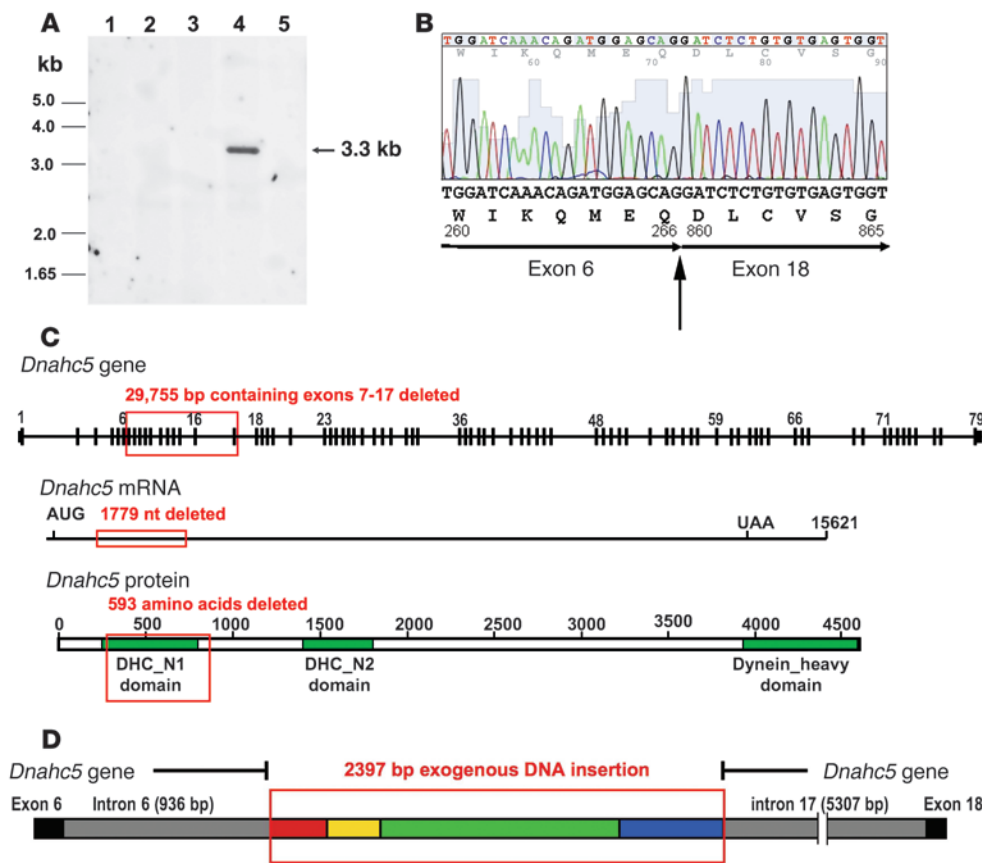 A
1 2 3 4 5
kb
5.0
4.0
3.0
2.0
1.65
3.3 kb
B
TGGATCAAACAGATGGAGCAGGATCTCTGTGTGAGTGGT
W I K Q M E Q D L C V S G
60 70 80 90
TGGATCAAACAGATGGAGCAGGATCTCTGTGTGAGTGGT
W I K Q M E Q D L C V S G
260 266 860 865
Exon 6 Exon 18
C
Dnahc5 gene
29,755 bp containing exons 7-17 deleted
1 6 16 18 23 36 48 59 66 71 79
Dnahc5 mRNA
AUG 1779 nt deleted UAA 15621
Dnahc5 protein
593 amino acids deleted
0 500 1000 1500 2000 2500 3000 3500 4000 4500
DHC_N1 DHC_N2 Dynein_heavy
domain domain domain
D
Dnahc5 gene 2397 bp exogenous DNA insertion Dnahc5 gene
Exon 6 Intron 6 (936 bp) intron 17 (5307 bp) Exon 18